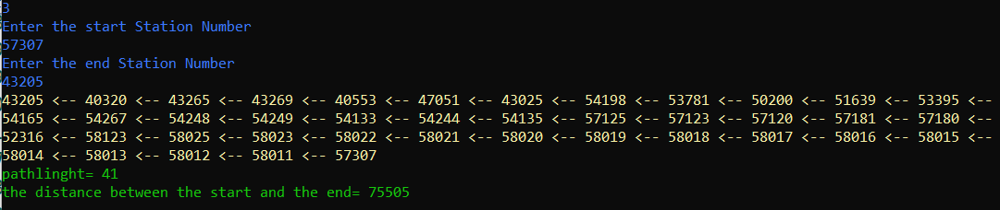 3
Enter the start Station Number
57307
Enter the end Station Number
43205
43205 <-- 40320 <-- 43265 <-- 43269 <-- 40553 <-- 47051 <-- 43025 <-- 54198 <-- 53781 <-- 50200 <-- 51639 <-- 53395 <--
54165 <-- 54267 <-- 54248 <-- 54249 <-- 54133 <-- 54244 <-- 54135 <-- 57125 <-- 57123 <-- 57120 <-- 57181 <-- 57180 <--
52316 <-- 58123 <-- 58025 <-- 58023 <-- 58022 <-- 58021 <-- 58020 <-- 58019 <-- 58018 <-- 58017 <-- 58016 <-- 58015 <--
58014 <-- 58013 <-- 58012 <-- 58011 <-- 57307
pathlinght= 41
the distance between the start and the end= 75505